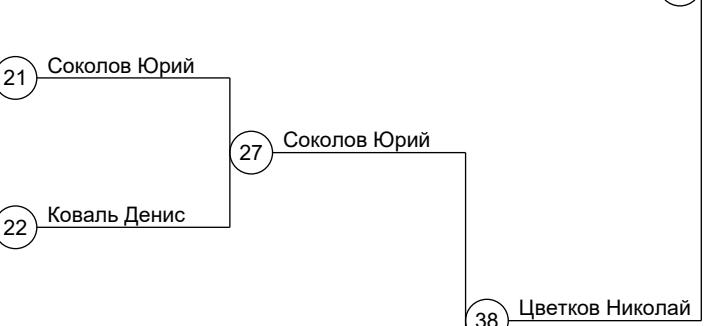 Соколов Юрий
21
Соколов Юрий
27
Коваль Денис
22
Цветков Николай
38